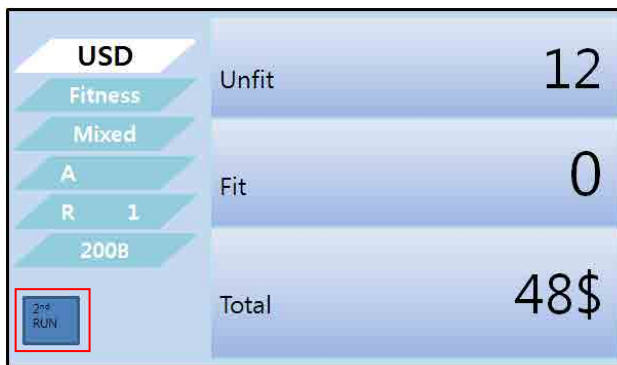 USD
Fitness
Mixed
A
R 1
200B
2nd
RUN
Unfit 12
Fit 0
Total 48$